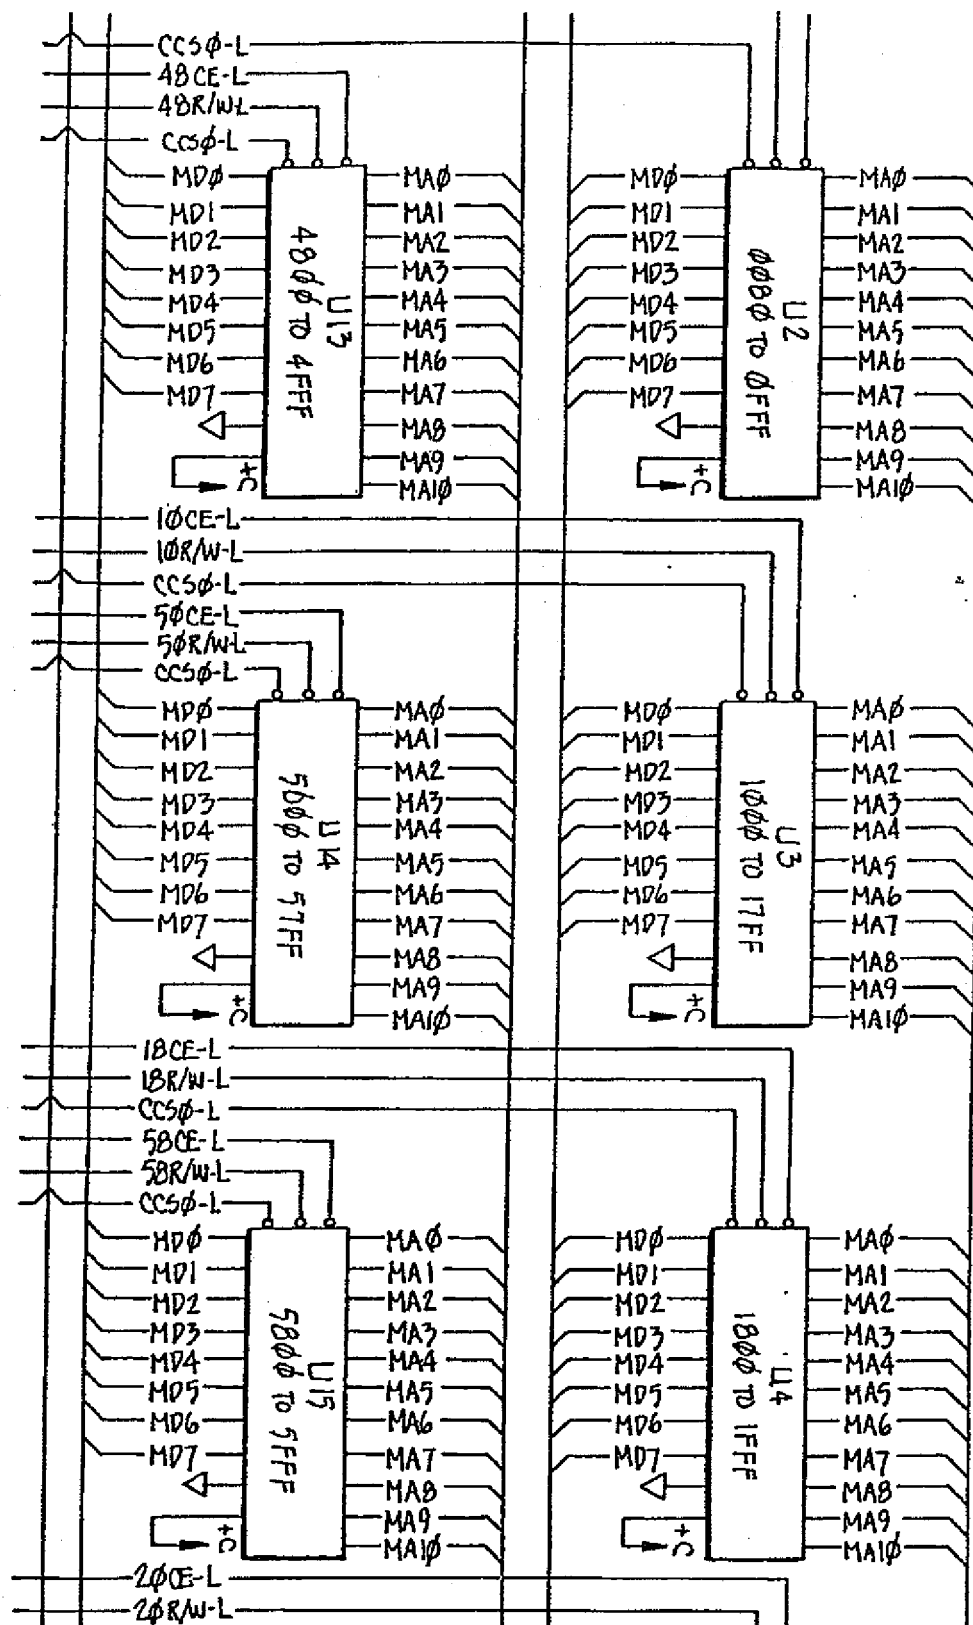 CCSØ-L
48CE-L
48R/W-L
CCSØ-L
MDØ
MD1
MD2
MD3
MD4
MD5
MD6
MD7
U13
48ØØ TO 4FFF
+C
MAØ
MA1
MA2
MA3
MA4
MA5
MA6
MA7
MA8
MA9
MA1Ø
MDØ
MD1
MD2
MD3
MD4
MD5
MD6
MD7
U2
ØØ8Ø TO ØFFF
+C
MAØ
MA1
MA2
MA3
MA4
MA5
MA6
MA7
MA8
MA9
MA1Ø
1ØCE-L
1ØR/W-L
CCSØ-L
5ØCE-L
5ØR/W-L
CCSØ-L
MDØ
MD1
MD2
MD3
MD4
MD5
MD6
MD7
U14
5ØØØ TO 57FF
+C
MAØ
MA1
MA2
MA3
MA4
MA5
MA6
MA7
MA8
MA9
MA1Ø
MDØ
MD1
MD2
MD3
MD4
MD5
MD6
MD7
U3
1ØØØ TO 17FF
+C
MAØ
MA1
MA2
MA3
MA4
MA5
MA6
MA7
MA8
MA9
MA1Ø
18CE-L
18R/W-L
CCSØ-L
58CE-L
58R/W-L
CCSØ-L
MDØ
MD1
MD2
MD3
MD4
MD5
MD6
MD7
U15
58ØØ TO 5FFF
+C
MAØ
MA1
MA2
MA3
MA4
MA5
MA6
MA7
MA8
MA9
MA1Ø
MDØ
MD1
MD2
MD3
MD4
MD5
MD6
MD7
U4
18ØØ TO 1FFF
+C
MAØ
MA1
MA2
MA3
MA4
MA5
MA6
MA7
MA8
MA9
MA1Ø
2ØCE-L
2ØR/W-L